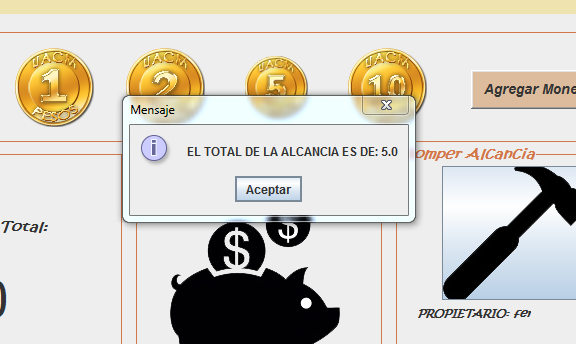 1
PESOS
2
5
10
Agregar Mone
Mensaje
EL TOTAL DE LA ALCANCIA ES DE: 5.0
Aceptar
omper AlCanCia
Total:
$
$
PROPIETARIO: fer